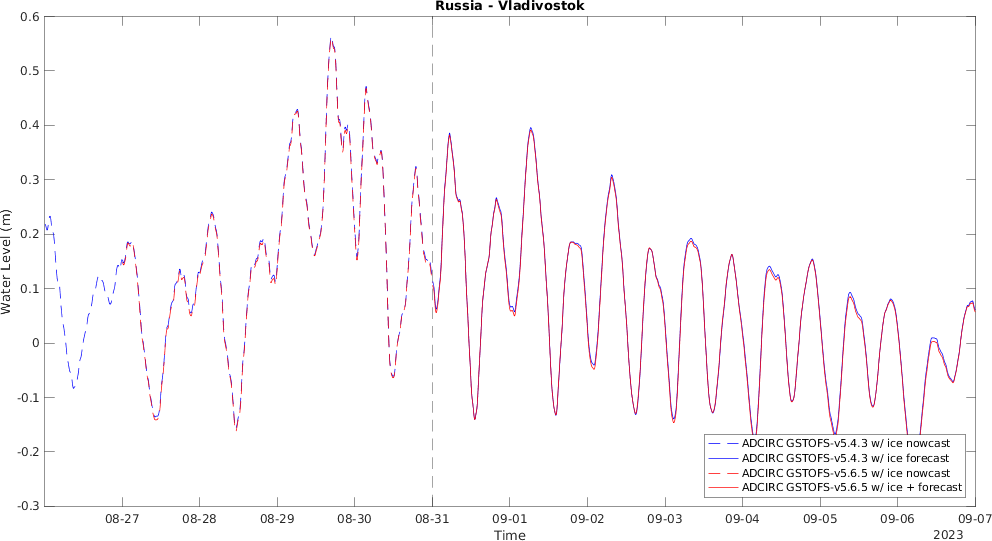 Russia - Vladivostok
0.6
0.5
0.4
0.3
0.2
0.1
0
-0.1
-0.2
-0.3
Water Level (m)
08-27 08-28 08-29 08-30 08-31 09-01 09-02 09-03 09-04 09-05 09-06 09-07
Time
2023
ADCIRC GSTOFS-v5.4.3 w/ ice nowcast
ADCIRC GSTOFS-v5.4.3 w/ ice forecast
ADCIRC GSTOFS-v5.6.5 w/ ice nowcast
ADCIRC GSTOFS-v5.6.5 w/ ice + forecast